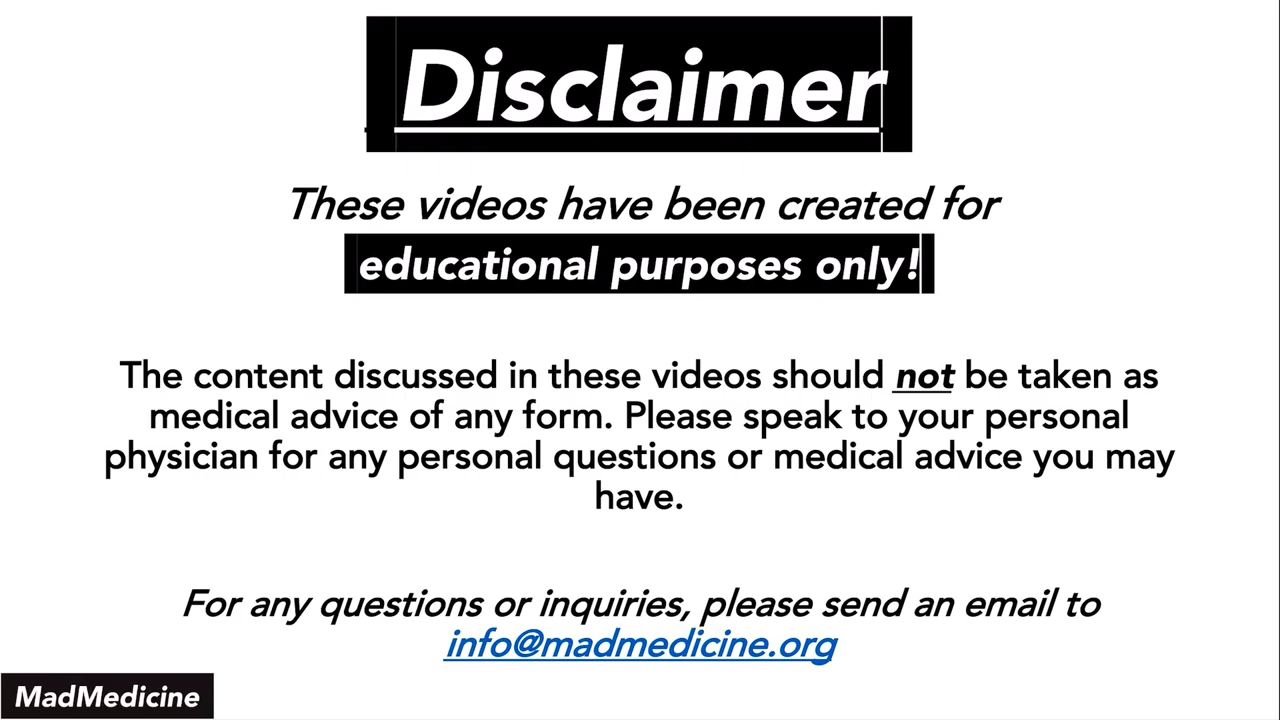 Disclaimer
These videos have been created for
educational purposes only!
The content discussed in these videos should not be taken as
medical advice of any form. Please speak to your personal
physician for any personal questions or medical advice you may
have.
For any questions or inquiries, please send an email to
info@madmedicine.org
MadMedicine